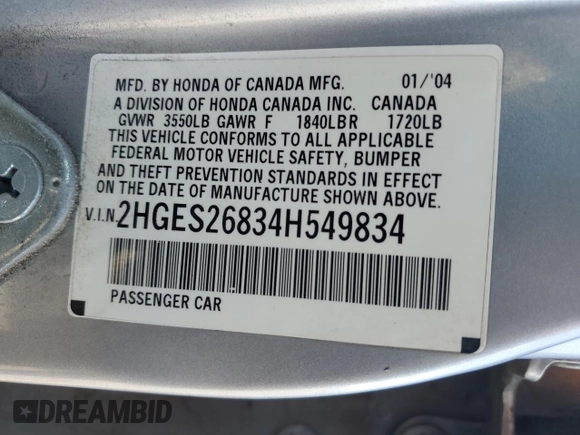 MFD. BY HONDA OF CANADA MFG. 01/'04
A DIVISION OF HONDA CANADA INC. CANADA
GVWR 3550LB GAWR F 1840LB R 1720LB
THIS VEHICLE CONFORMS TO ALL APPLICABLE
FEDERAL MOTOR VEHICLE SAFETY, BUMPER
AND THEFT PREVENTION STANDARDS IN EFFECT
ON THE DATE OF MANUFACTURE SHOWN ABOVE.
V.I.N. 2HGES26834H549834
PASSENGER CAR
DREAMBID